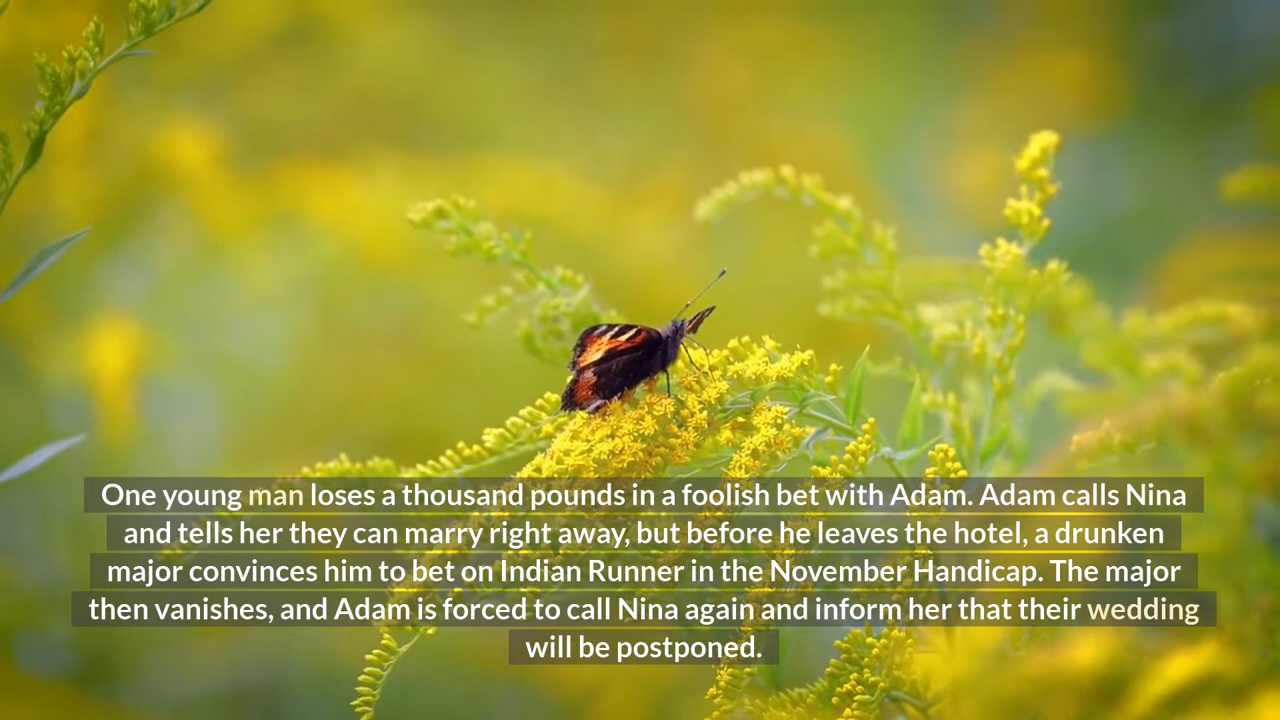 One young man loses a thousand pounds in a foolish bet with Adam. Adam calls Nina
and tells her they can marry right away, but before he leaves the hotel, a drunken
major convinces him to bet on Indian Runner in the November Handicap. The major
then vanishes, and Adam is forced to call Nina again and inform her that their wedding
will be postponed.